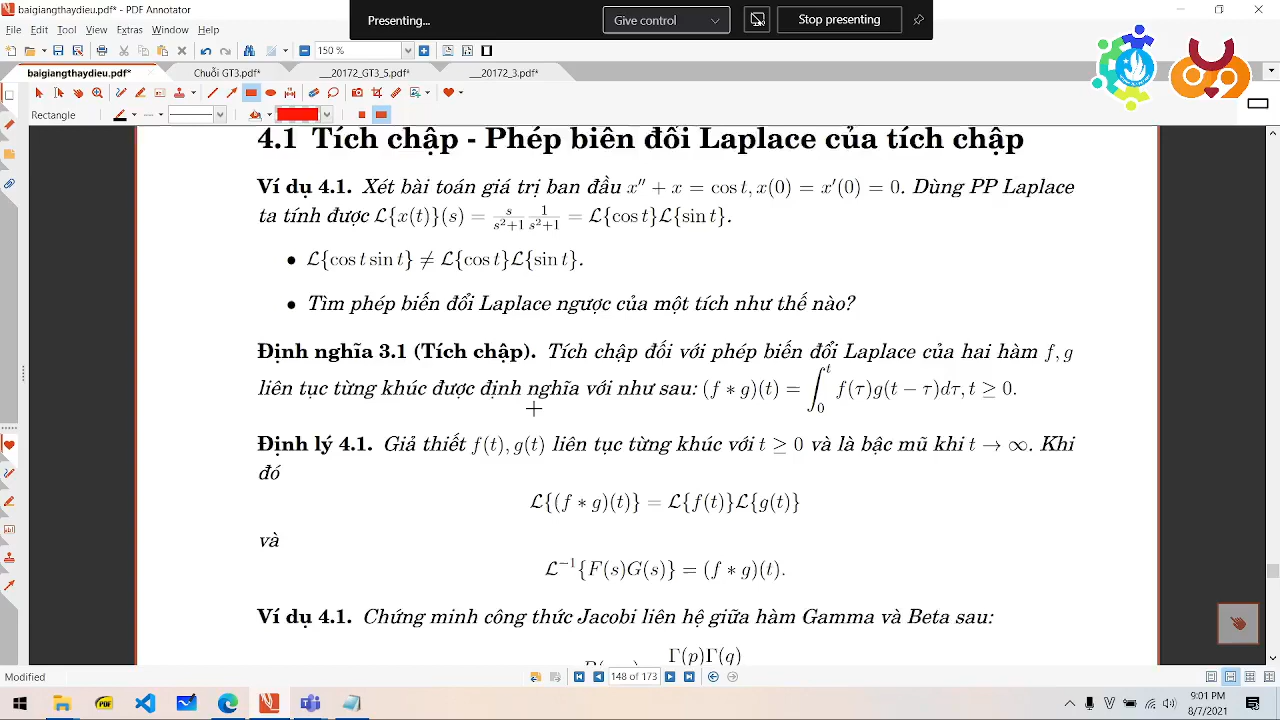 baigiangthaydieu.pdf* - PDF Annotator
Presenting...
Give control
Stop presenting
File Edit Tool View Window Help
150 %
baigiangthaydieu.pdf* Chuỗi GT3.pdf* __20172_GT3_5.pdf* __20172_3.pdf*
Rectangle
4.1 Tích chập - Phép biến đổi Laplace của tích chập
Ví dụ 4.1. Xét bài toán giá trị ban đầu x″ + x = cos t, x(0) = x′(0) = 0. Dùng PP Laplace
ta tính được ℒ{x(t)}(s) = s/(s²+1) 1/(s²+1) = ℒ{cos t}ℒ{sin t}.
• ℒ{cos t sin t} ≠ ℒ{cos t}ℒ{sin t}.
• Tìm phép biến đổi Laplace ngược của một tích như thế nào?
Định nghĩa 3.1 (Tích chập). Tích chập đối với phép biến đổi Laplace của hai hàm f, g
liên tục từng khúc được định nghĩa với như sau: (f * g)(t) = ∫₀ᵗ f(τ)g(t − τ)dτ, t ≥ 0.
Định lý 4.1. Giả thiết f(t), g(t) liên tục từng khúc với t ≥ 0 và là bậc mũ khi t → ∞. Khi
đó
ℒ{(f * g)(t)} = ℒ{f(t)}ℒ{g(t)}
và
ℒ⁻¹{F(s)G(s)} = (f * g)(t).
Ví dụ 4.1. Chứng minh công thức Jacobi liên hệ giữa hàm Gamma và Beta sau:
Γ(p)Γ(q)
Modified
148 of 173
9:01 PM
8/7/2021